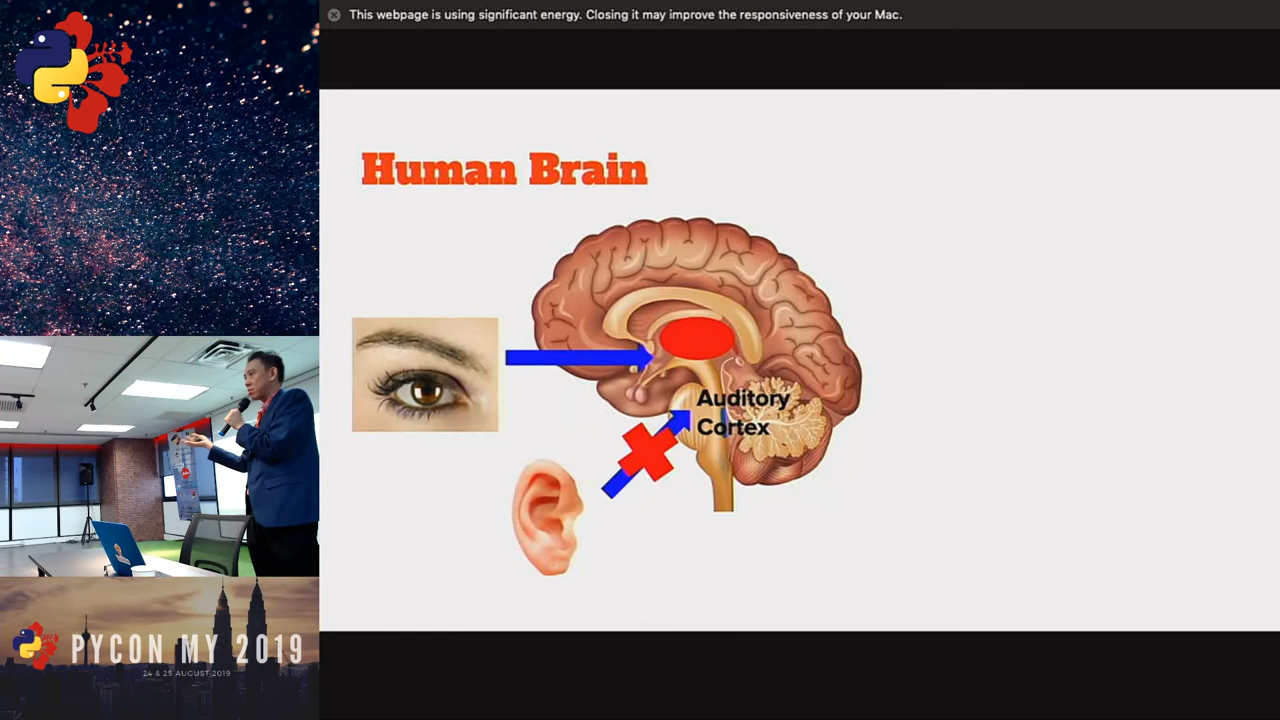 This webpage is using significant energy. Closing it may improve the responsiveness of your Mac.
Human Brain
Auditory
Cortex
PYCON MY 2019
24 & 25 AUGUST 2019